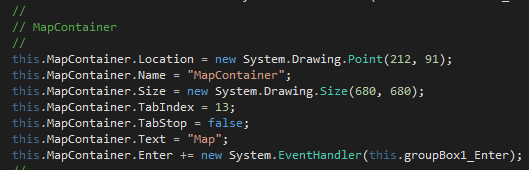 //
// MapContainer
//
this.MapContainer.Location = new System.Drawing.Point(212, 91);
this.MapContainer.Name = "MapContainer";
this.MapContainer.Size = new System.Drawing.Size(680, 680);
this.MapContainer.TabIndex = 13;
this.MapContainer.TabStop = false;
this.MapContainer.Text = "Map";
this.MapContainer.Enter += new System.EventHandler(this.groupBox1_Enter);
//